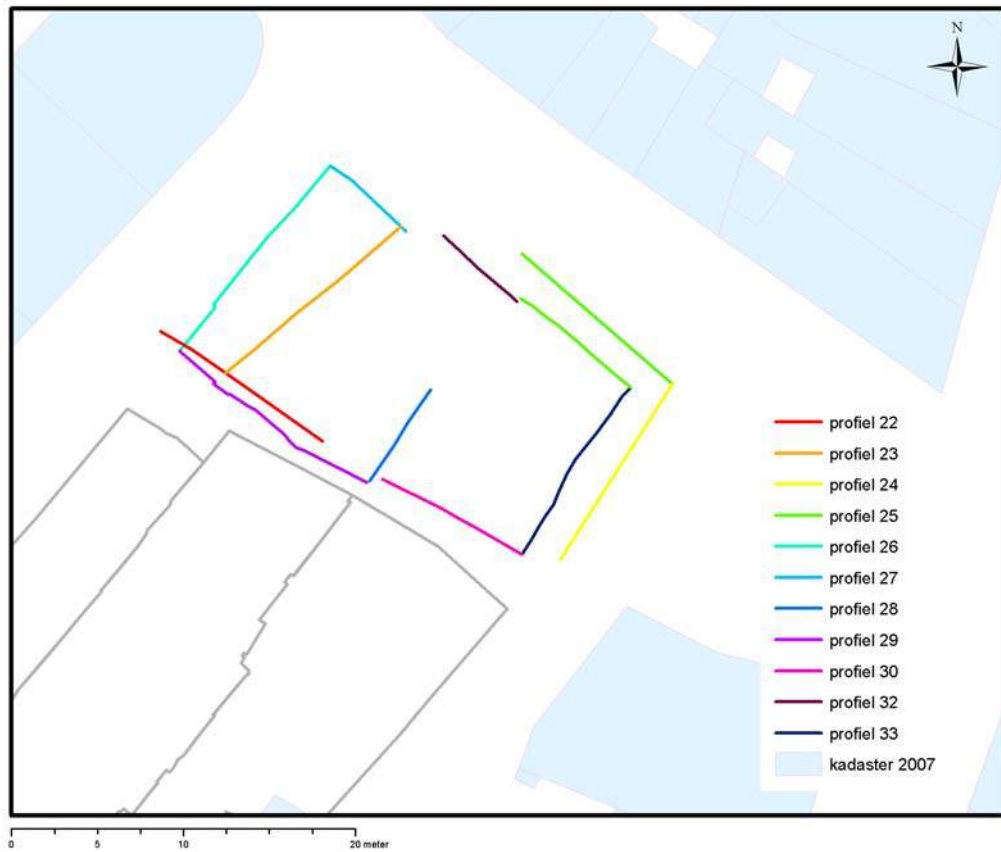 N
profiel 22
profiel 23
profiel 24
profiel 25
profiel 26
profiel 27
profiel 28
profiel 29
profiel 30
profiel 32
profiel 33
kadaster 2007
0 5 10 20 meter